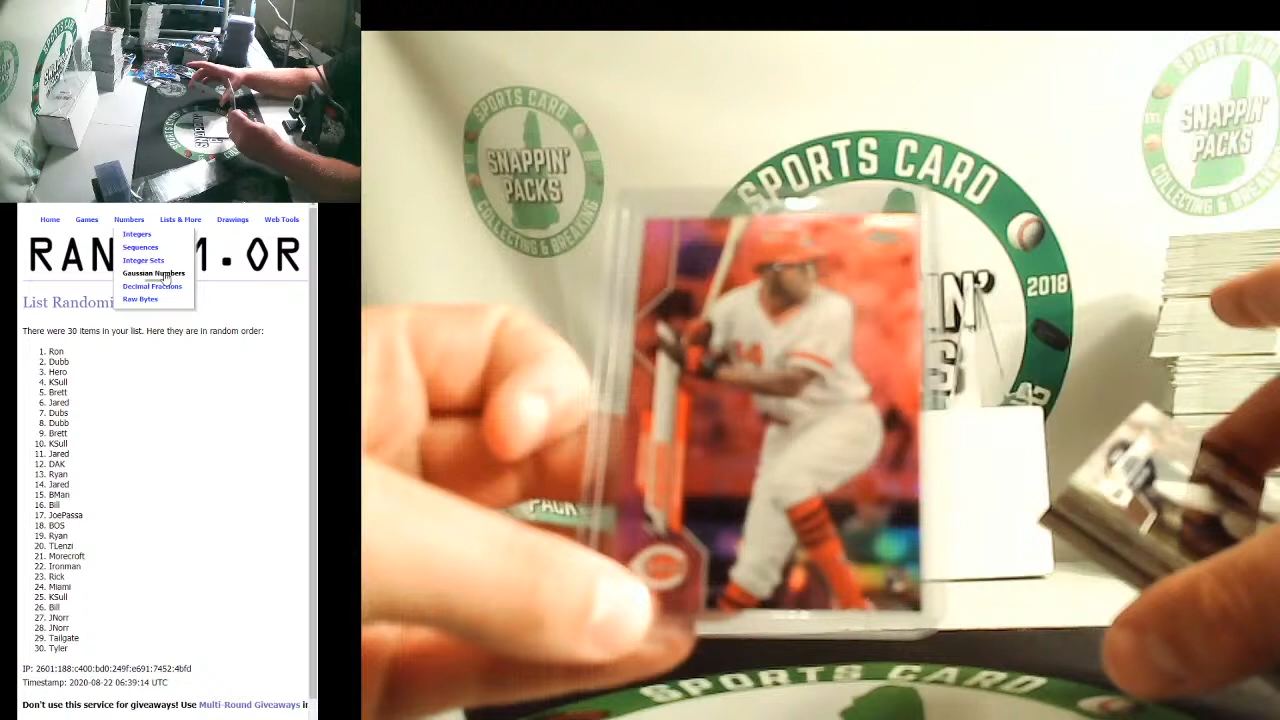 Home Games Numbers Lists & More Drawings Web Tools
Integers
Sequences
Integer Sets
Gaussian Numbers
Decimal Fractions
Raw Bytes
RAN M.OR
List Randomi
There were 30 items in your list. Here they are in random order:
1. Ron
2. Dubb
3. Hero
4. KSull
5. Brett
6. Jared
7. Dubs
8. Dubb
9. Brett
10. KSull
11. Jared
12. DAK
13. Ryan
14. Jared
15. BMan
16. Bill
17. JoePassa
18. BOS
19. Ryan
20. TLenzi
21. Morecroft
22. Ironman
23. Rick
24. Miami
25. KSull
26. Bill
27. JNorr
28. JNorr
29. Tailgate
30. Tyler
IP: 2601:188:c400:bd0:249f:e691:7452:4bfd
Timestamp: 2020-08-22 06:39:14 UTC
Don't use this service for giveaways! Use Multi-Round Giveaways in
SPORTS CARD
SNAPPIN'
PACKS
COLLECTING & BREAKING
SPORTS CARD
IN'
2018
SPORTS CARD
SNAPPIN'
PACKS
COLLECTING & BREAKING
PACK
SPORTS CARD